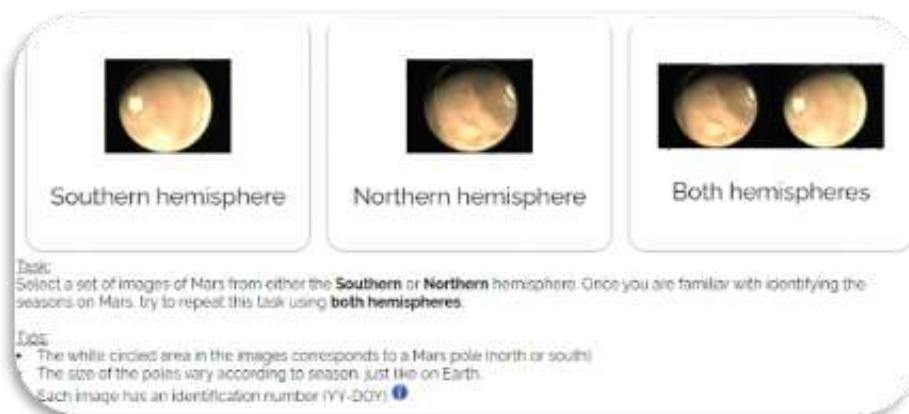 Southern hemisphere
Northern hemisphere
Both hemispheres
Task:
Select a set of images of Mars from either the Southern or Northern hemisphere. Once you are familiar with identifying the
seasons on Mars, try to repeat this task using both hemispheres.
Tips:
• The white circled area in the images corresponds to a Mars pole (north or south)
The size of the poles vary according to season, just like on Earth.
Each image has an identification number (YY-DOY) i